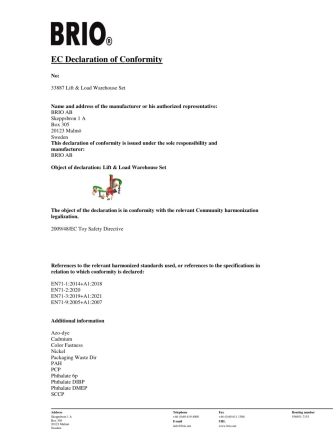 BRIO®
EC Declaration of Conformity
No:
33887 Lift & Load Warehouse Set
Name and address of the manufacturer or his authorized representative:
BRIO AB
Skeppsbron 1 A
Box 305
20123 Malmö
Sweden
This declaration of conformity is issued under the sole responsibility and
manufacturer:
BRIO AB
Object of declaration: Lift & Load Warehouse Set
The object of the declaration is in conformity with the relevant Community harmonization
legalization.
2009/48/EC Toy Safety Directive
References to the relevant harmonized standards used, or references to the specifications in
relation to which conformity is declared:
EN71-1:2014+A1:2018
EN71-2:2020
EN71-3:2019+A1:2021
EN71-9:2005+A1:2007
Additional information
Azo-dye
Cadmium
Color Fastness
Nickel
Packaging Waste Dir
PAH
PCP
Phthalate 6p
Phthalate DIBP
Phthalate DMEP
SCCP
Address Telephone Fax Routing number
Skeppsbron 1 A
Box 305 E-mail URL
20123 Malmö
Sweden